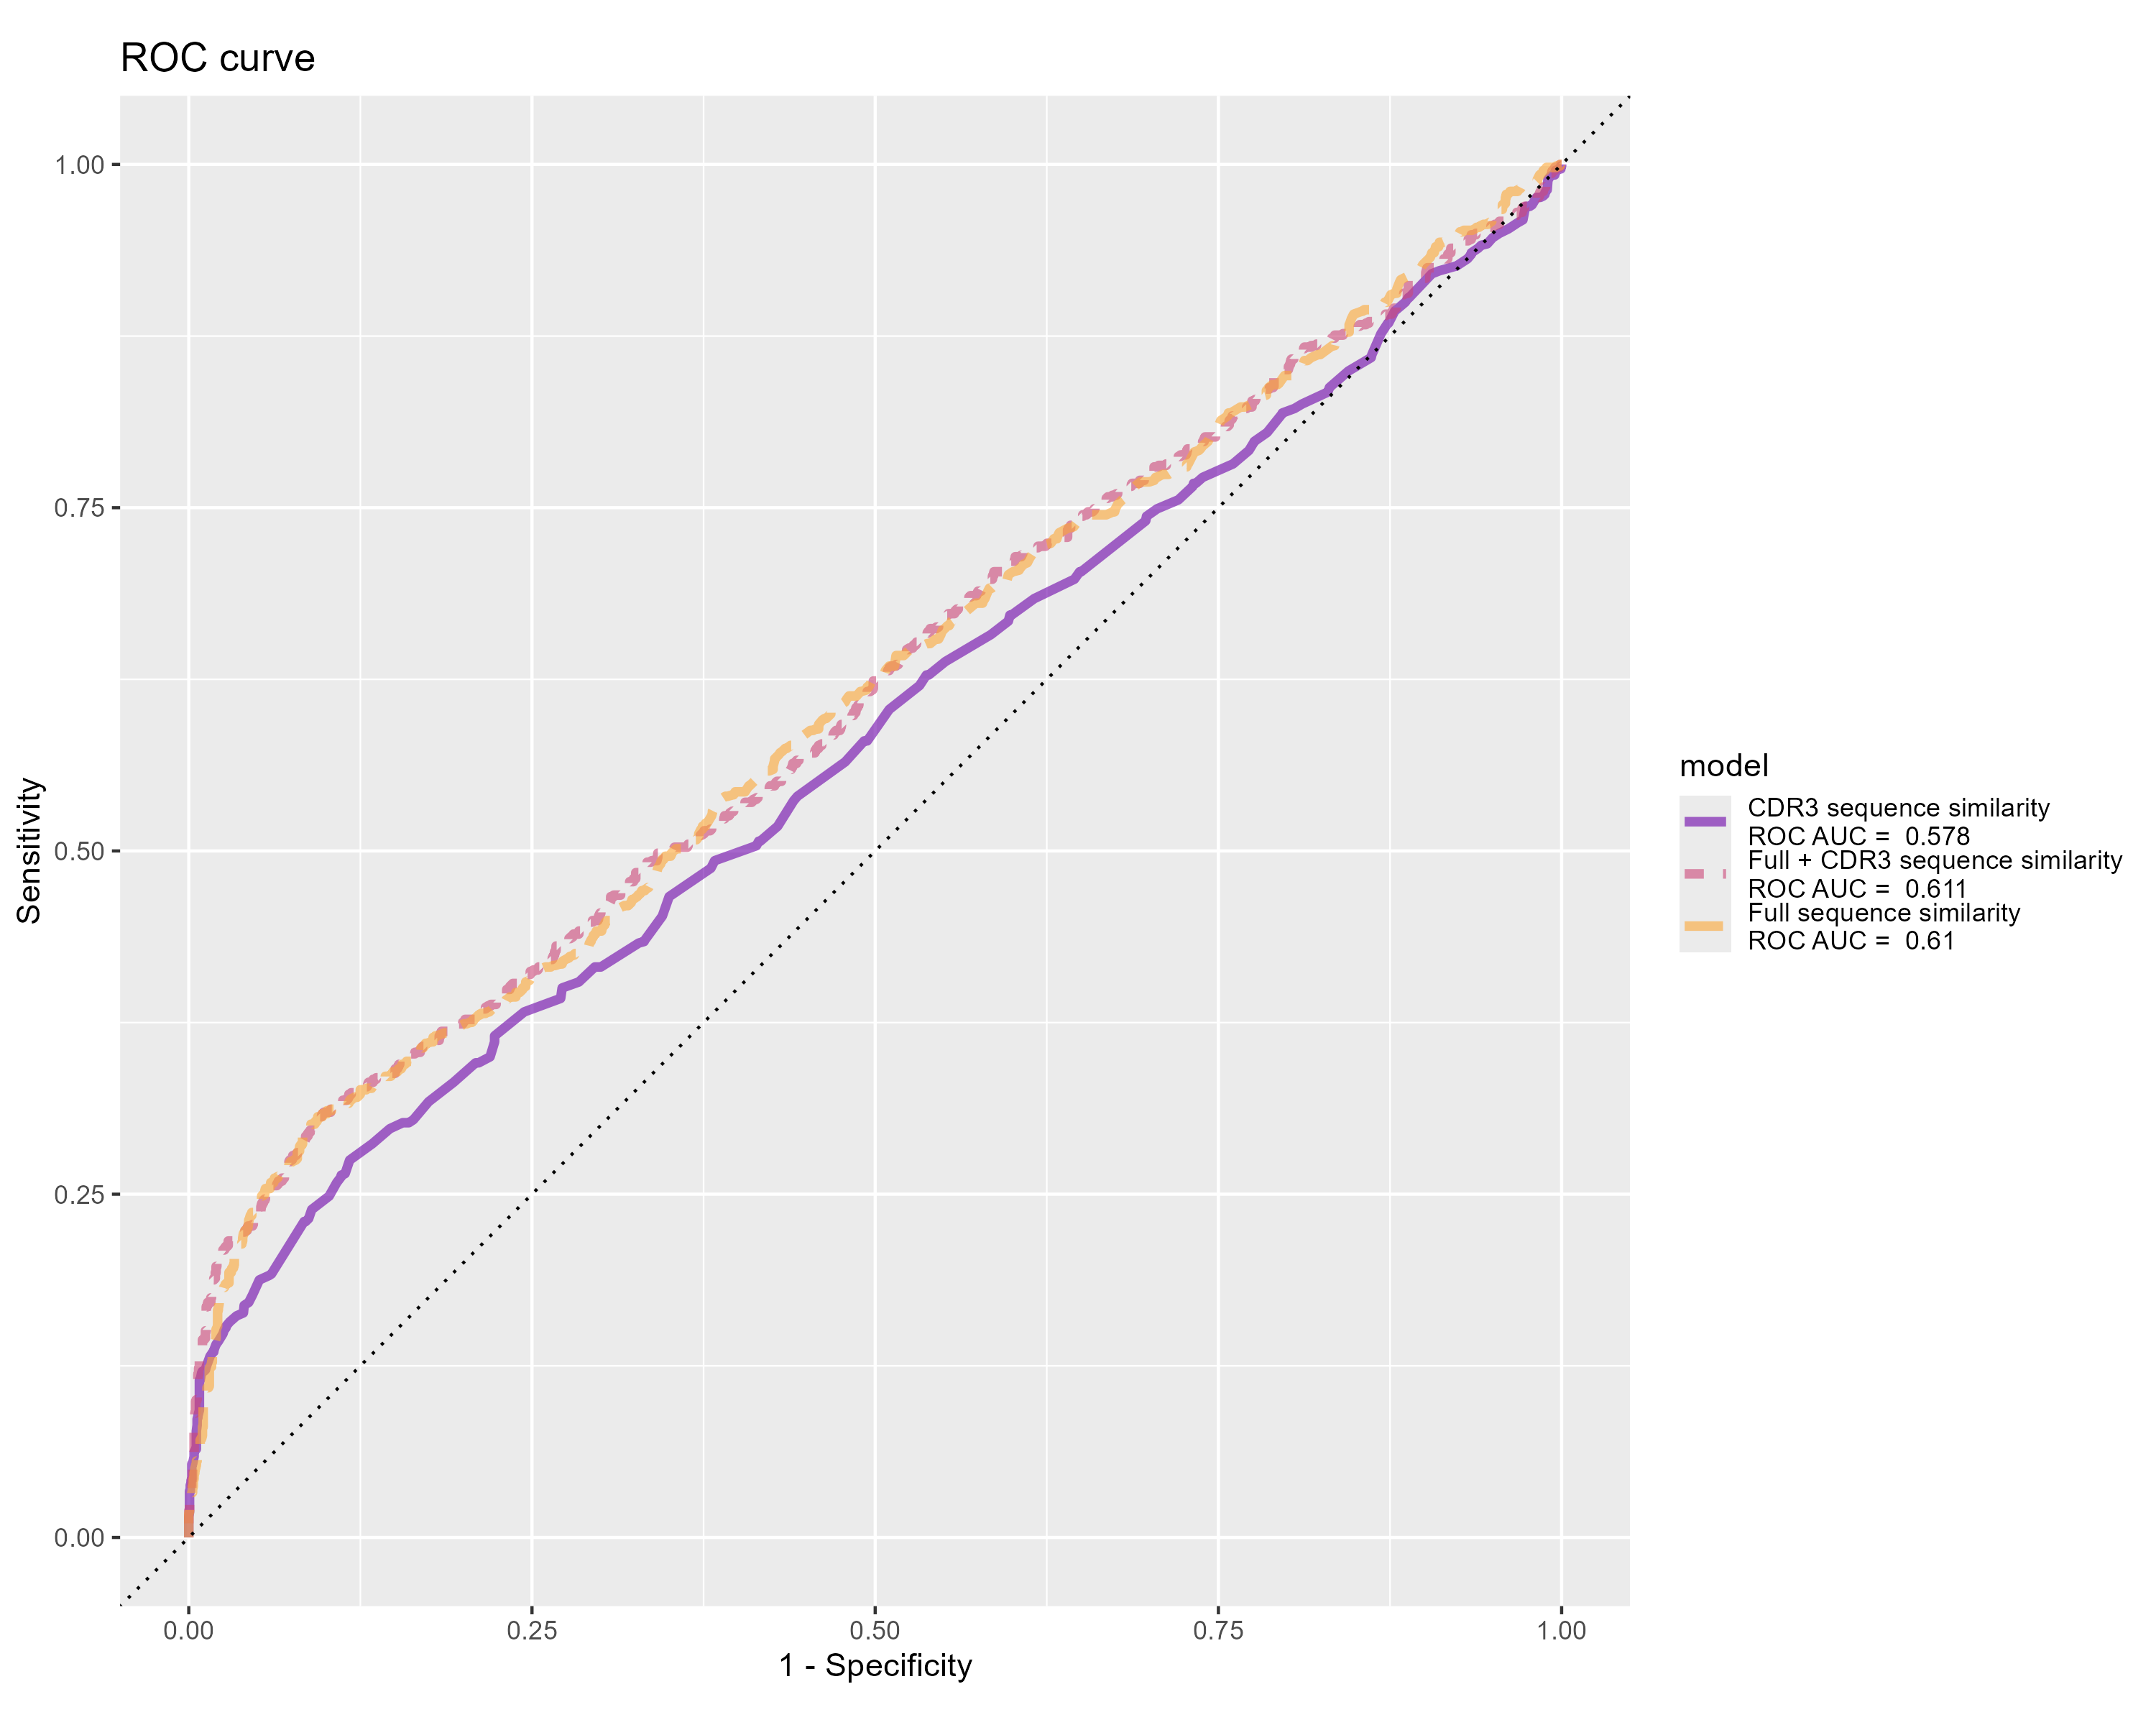 ROC curve
1.00
0.75
0.50
0.25
0.00
Sensitivity
0.00 0.25 0.50 0.75 1.00
1 - Specificity
model
CDR3 sequence similarity
ROC AUC = 0.578
Full + CDR3 sequence similarity
ROC AUC = 0.611
Full sequence similarity
ROC AUC = 0.61